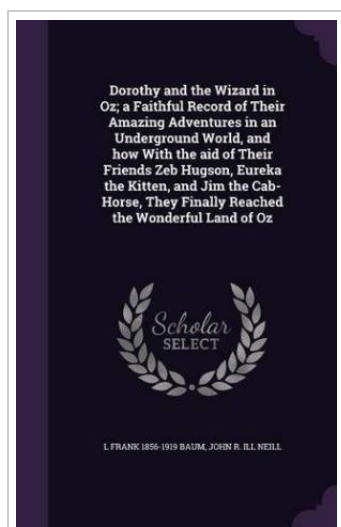 Dorothy and the Wizard in
Oz; a Faithful Record of Their
Amazing Adventures in an
Underground World, and
how With the aid of Their
Friends Zeb Hugson, Eureka
the Kitten, and Jim the Cab-
Horse, They Finally Reached
the Wonderful Land of Oz
Scholar
SELECT
L FRANK 1856-1919 BAUM, JOHN R. ILL NEILL